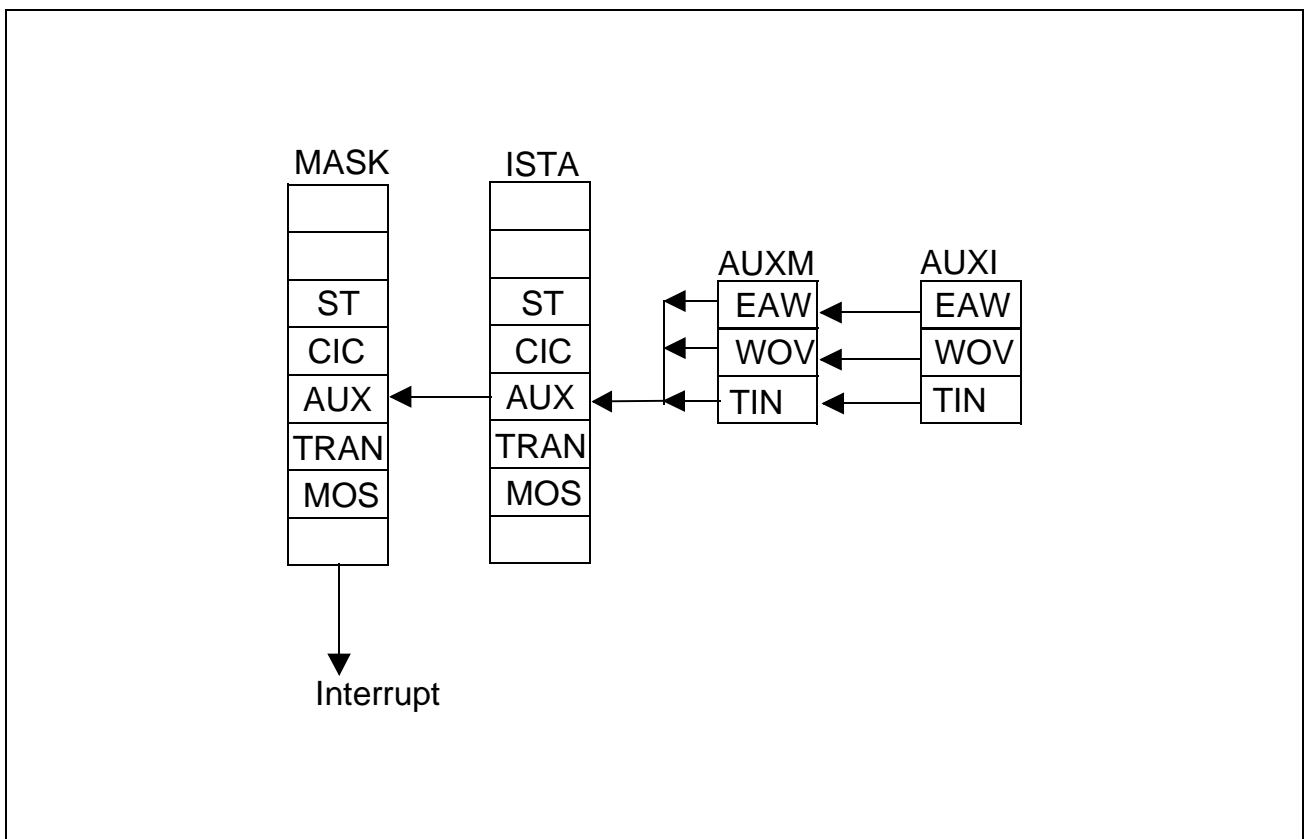 MASK
ISTA
AUXM
AUXI
ST
CIC
AUX
TRAN
MOS
ST
CIC
AUX
TRAN
MOS
EAW
WOV
TIN
EAW
WOV
TIN
Interrupt